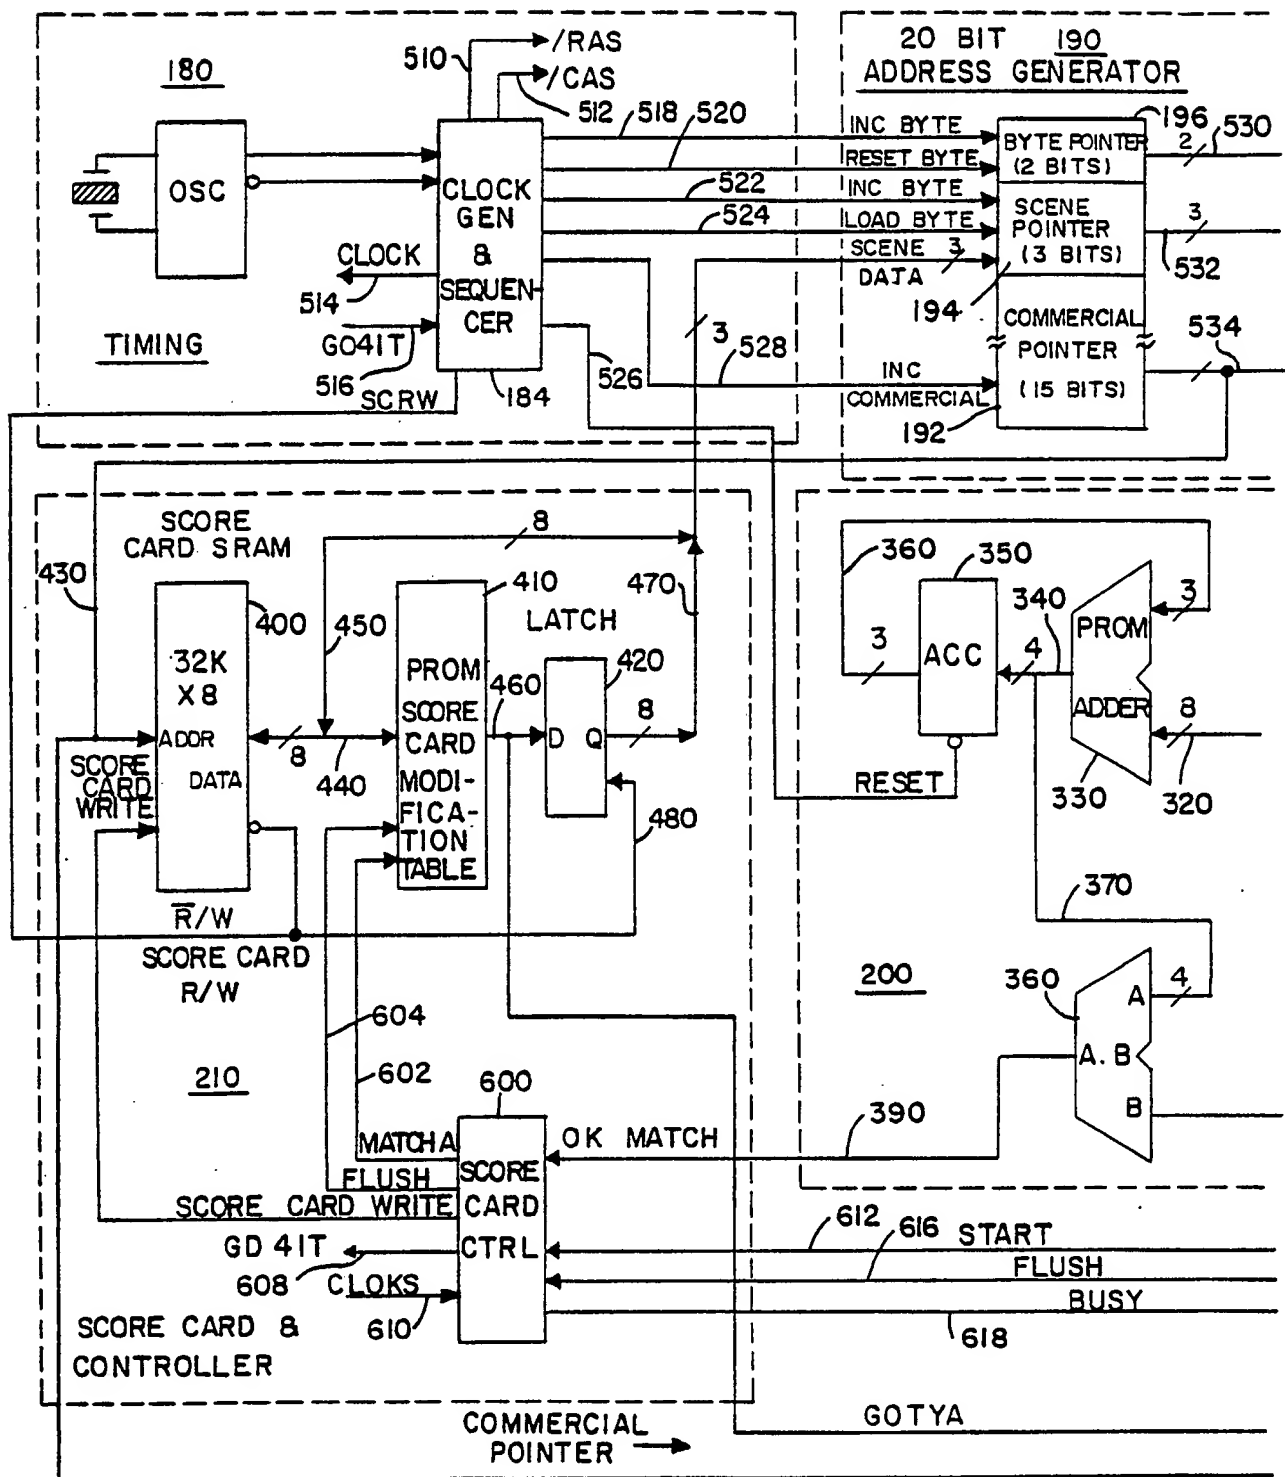 510
/RAS
/CAS
512
180
518
520
20 BIT
190
ADDRESS GENERATOR
196
INC BYTE
BYTE POINTER
(2 BITS)
2
530
RESET BYTE
OSC
CLOCK
GEN
&
SEQUEN-
CER
522
INC BYTE
524
LOAD BYTE
SCENE
POINTER
(3 BITS)
3
532
SCENE
DATA
3
CLOCK
514
194
GO4IT
516
TIMING
3
528
526
COMMERCIAL
POINTER
(15 BITS)
534
INC
COMMERCIAL
192
SCRW
184
SCORE
CARD SRAM
8
430
400
450
410
LATCH
470
360
350
340
3
32K
X 8
PROM
SCORE
CARD
MODI-
FICA-
TION
TABLE
460
420
3
ACC
4
PROM
ADDER
ADDR
8
440
D
Q
8
8
SCORE
CARD
WRITE
DATA
RESET
330
320
480
R̅/W
SCORE CARD
R/W
370
604
200
360
A
4
A.B
B
210
602
600
390
MATCHA
OK MATCH
FLUSH
SCORE
CARD
CTRL
SCORE CARD WRITE
612
616
START
GD 4IT
608
FLUSH
CLOKS
610
BUSY
618
SCORE CARD &
CONTROLLER
COMMERCIAL
POINTER
GOTYA